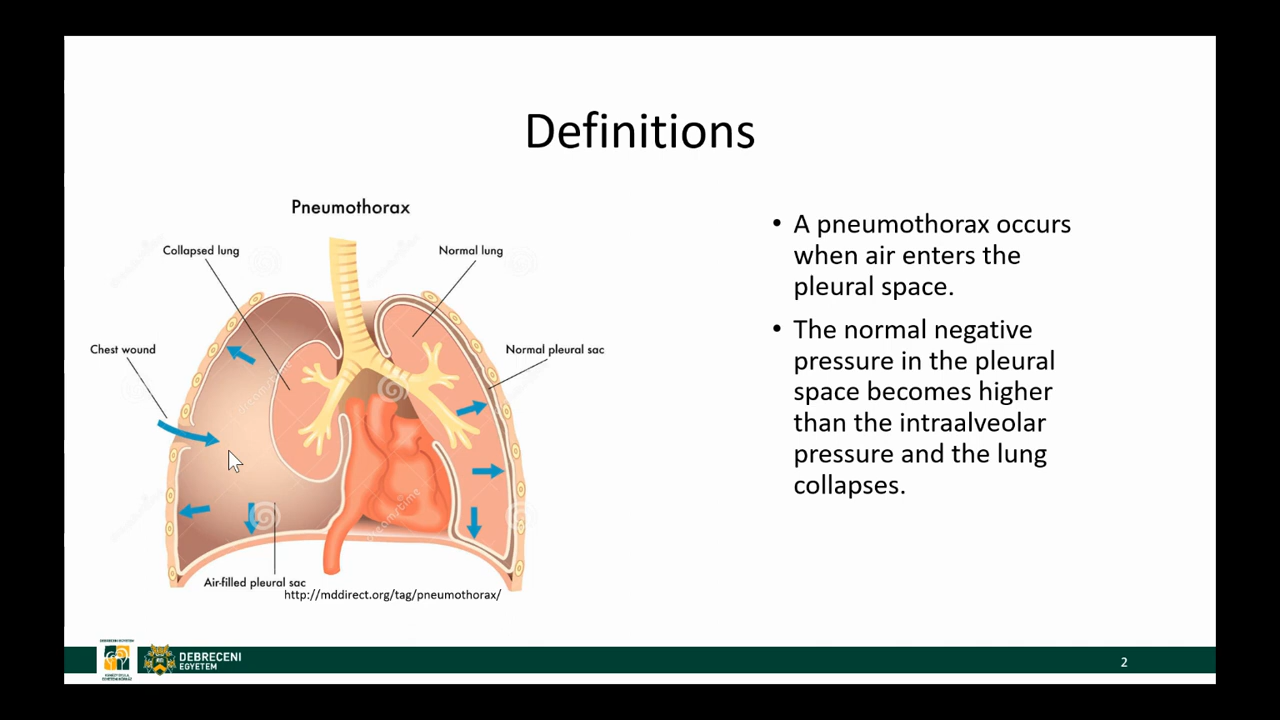 Definitions
Pneumothorax
Collapsed lung
Normal lung
Chest wound
Normal pleural sac
Air-filled pleural sac
http://mddirect.org/tag/pneumothorax/
• A pneumothorax occurs
when air enters the
pleural space.
• The normal negative
pressure in the pleural
space becomes higher
than the intraalveolar
pressure and the lung
collapses.
DEBRECENI
EGYETEM
2